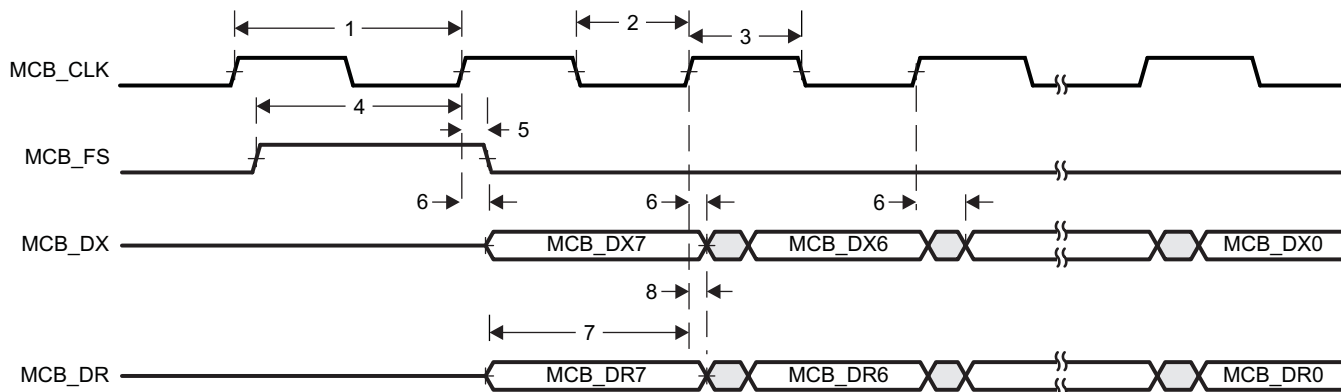 1
2
3
MCB_CLK
4
5
MCB_FS
6
6
6
MCB_DX
MCB_DX7
MCB_DX6
MCB_DX0
8
7
MCB_DR
MCB_DR7
MCB_DR6
MCB_DR0